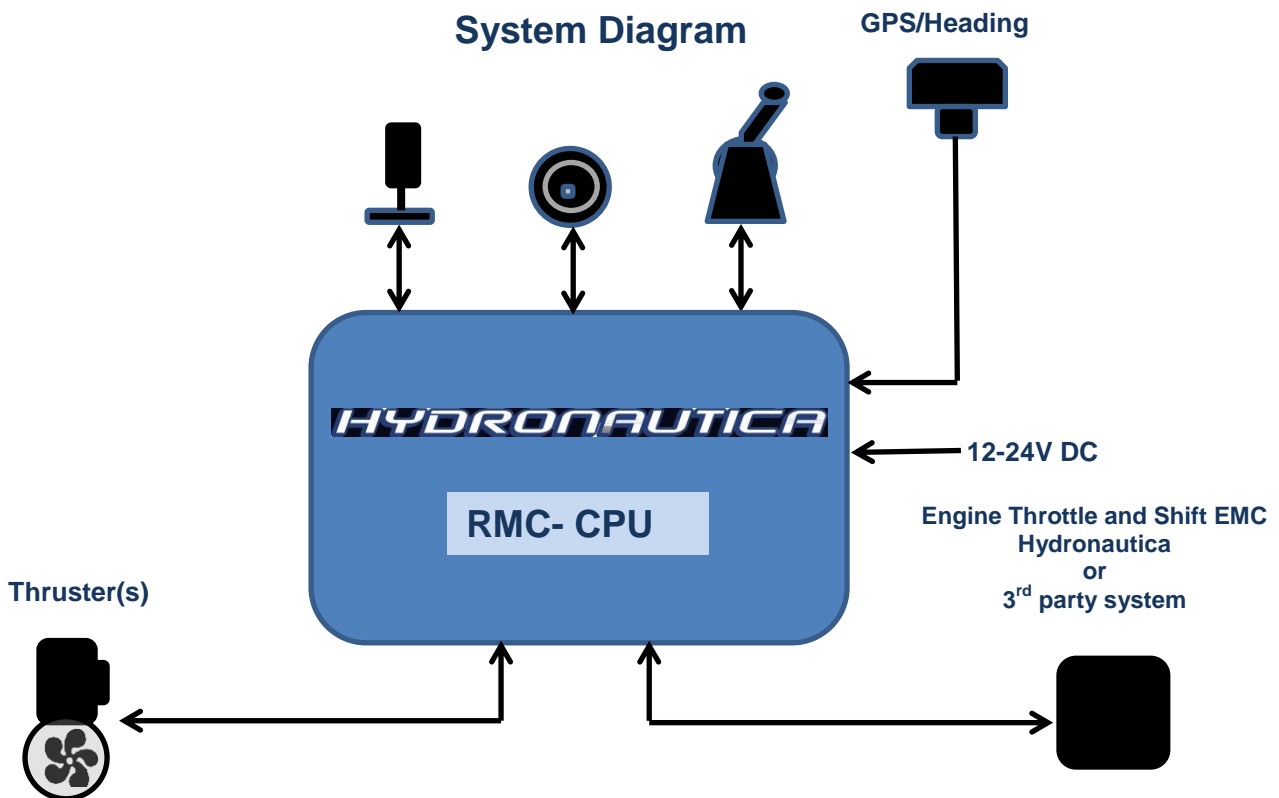 System Diagram
GPS/Heading
HYDRONAUTICA
12-24V DC
RMC- CPU
Engine Throttle and Shift EMC
Hydronautica
or
3rd party system
Thruster(s)